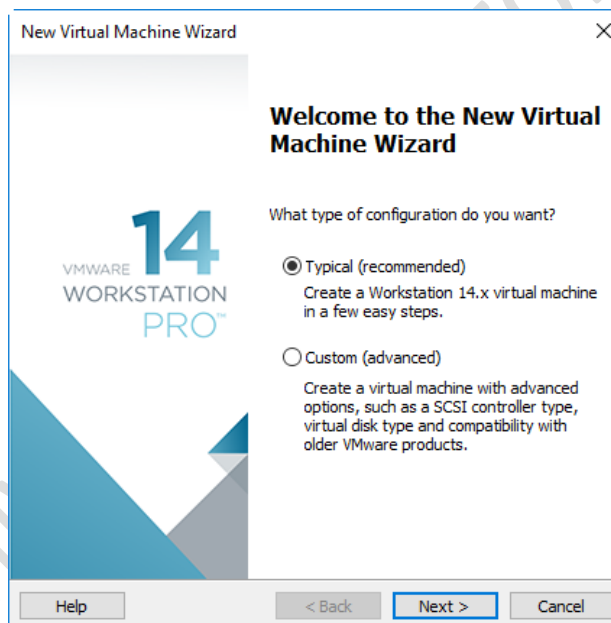 New Virtual Machine Wizard
Welcome to the New Virtual
Machine Wizard
What type of configuration do you want?
Typical (recommended)
Create a Workstation 14.x virtual machine
in a few easy steps.
Custom (advanced)
Create a virtual machine with advanced
options, such as a SCSI controller type,
virtual disk type and compatibility with
older VMware products.
VMWARE 14
WORKSTATION
PRO™
Help
< Back
Next >
Cancel